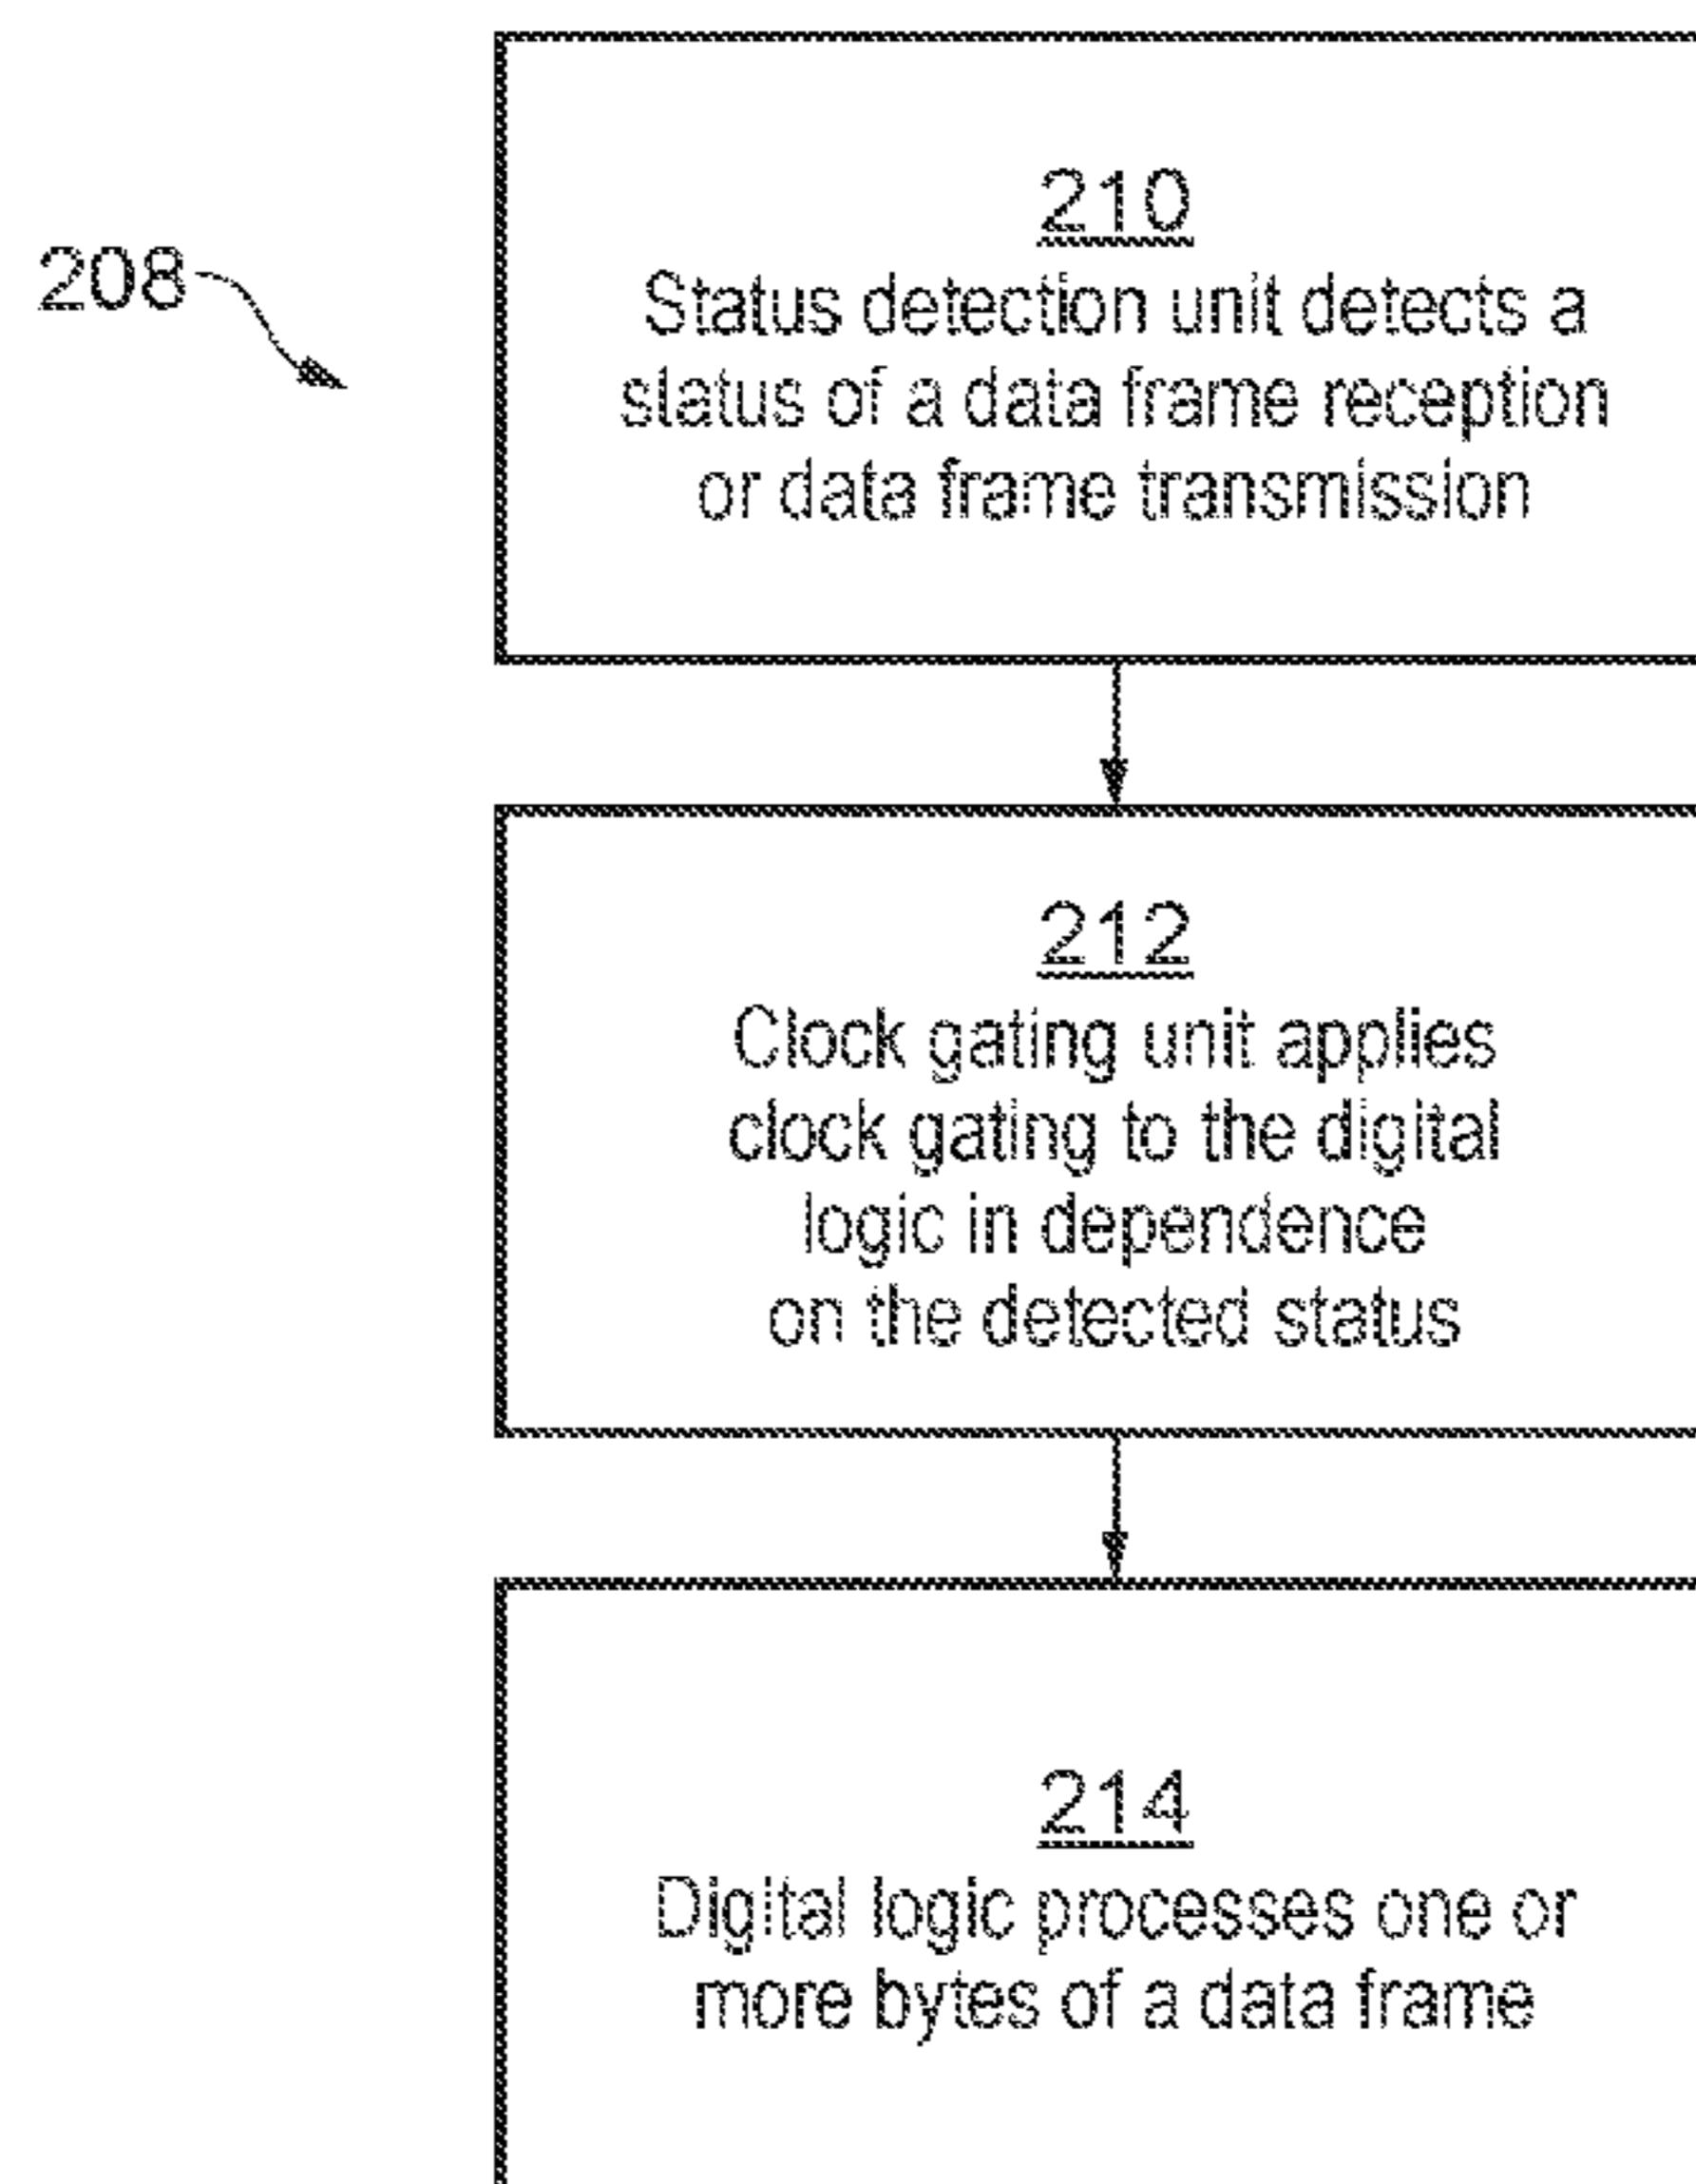 208
210
Status detection unit detects a
status of a data frame reception
or data frame transmission
212
Clock gating unit applies
clock gating to the digital
logic in dependence
on the detected status
214
Digital logic processes one or
more bytes of a data frame